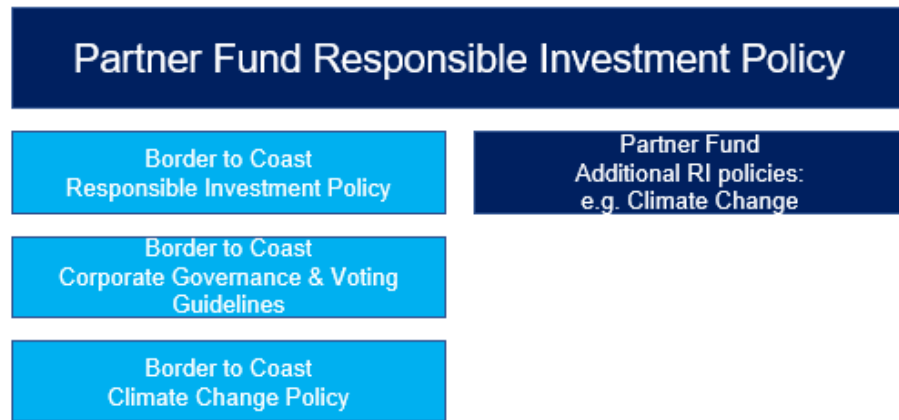 Partner Fund Responsible Investment Policy
Border to Coast
Responsible Investment Policy
Partner Fund
Additional RI policies:
e.g. Climate Change
Border to Coast
Corporate Governance & Voting
Guidelines
Border to Coast
Climate Change Policy